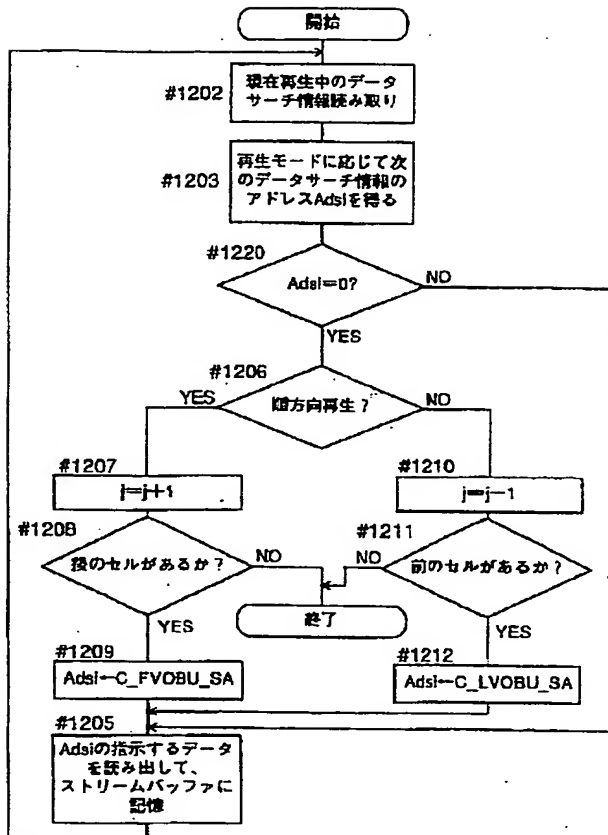 開始
#1202
現在再生中のデータ
サーチ情報読み取り
#1203
再生モードに応じて次
のデータサーチ情報の
アドレスAdsiを得る
#1220
Adsi=0?
NO
YES
#1206
順方向再生?
YES
NO
#1207
j=j+1
#1210
j=j-1
#1208
後のセルがあるか?
NO
YES
#1211
前のセルがあるか?
NO
YES
終了
#1209
Adsi←C_FVOBU_SA
#1212
Adsi←C_LVOBU_SA
#1205
Adsiの指示するデータ
を読み出して、
ストリームバッファに
記憶